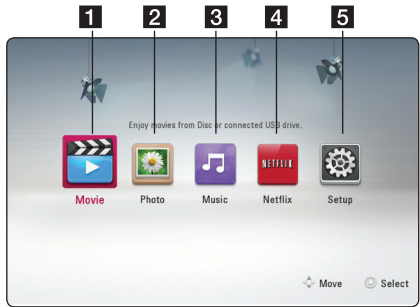 1 2 3 4 5
Enjoy movies from Disc or connected USB drive.
NETFLIX
Movie Photo Music Netflix Setup
Move Select